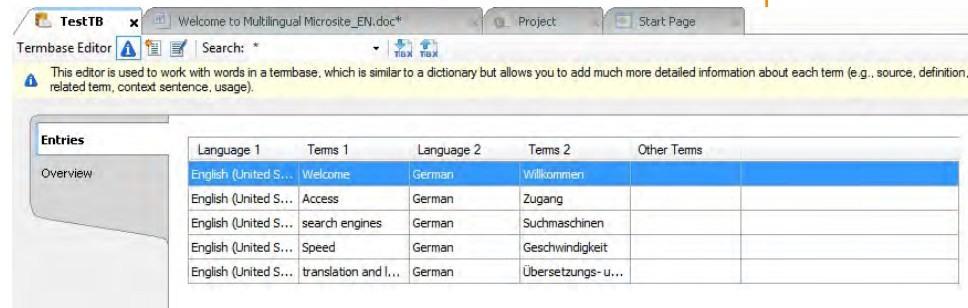 TestTB x Welcome to Multilingual Microsite_EN.doc* Project Start Page
Termbase Editor Search: * TBX TBX
This editor is used to work with words in a termbase, which is similar to a dictionary but allows you to add much more detailed information about each term (e.g., source, definition,
related term, context sentence, usage).
Entries
Overview
Language 1 Terms 1 Language 2 Terms 2 Other Terms
English (United S... Welcome German Willkommen
English (United S... Access German Zugang
English (United S... search engines German Suchmaschinen
English (United S... Speed German Geschwindigkeit
English (United S... translation and l... German Übersetzungs- u...